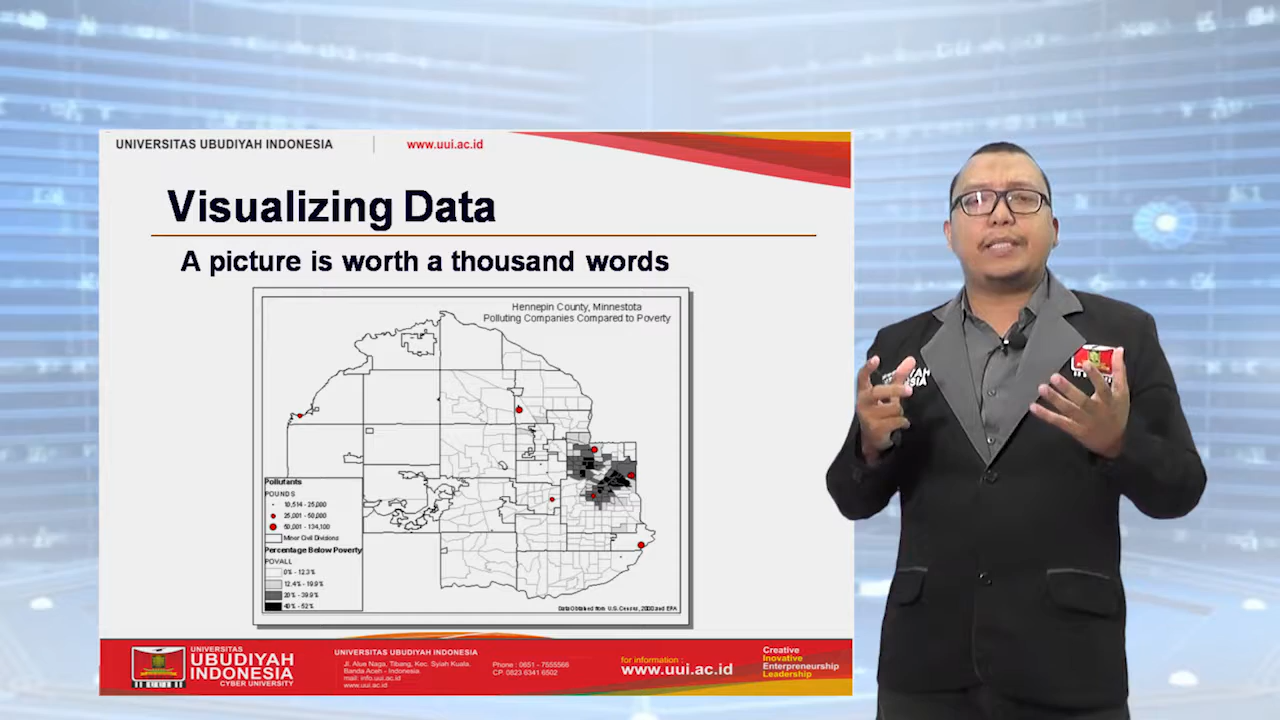 UNIVERSITAS UBUDIYAH INDONESIA
www.uui.ac.id
Visualizing Data
A picture is worth a thousand words
Hennepin County, Minnestota
Polluting Companies Compared to Poverty
Pollutants
POUNDS
10,514 - 25,000
25,001 - 50,000
50,001 - 134,100
Minor Civil Divisions
Percentage Below Poverty
POVALL
0% - 12.3%
12.4% - 19.9%
20% - 39.9%
40% - 52%
Data Obtained from U.S. Census, 2000 and EPA
UNIVERSITAS
UBUDIYAH
INDONESIA
CYBER UNIVERSITY
UUI
UNIVERSITAS UBUDIYAH INDONESIA
Jl. Alue Naga, Tibang, Kec. Syiah Kuala.
Banda Aceh - Indonesia.
mail: info.uui.ac.id
www.uui.ac.id
Phone : 0651 - 7555566
CP. 0823 6341 6502
for information :
www.uui.ac.id
Creative
Inovative
Enterpreneurship
Leadership